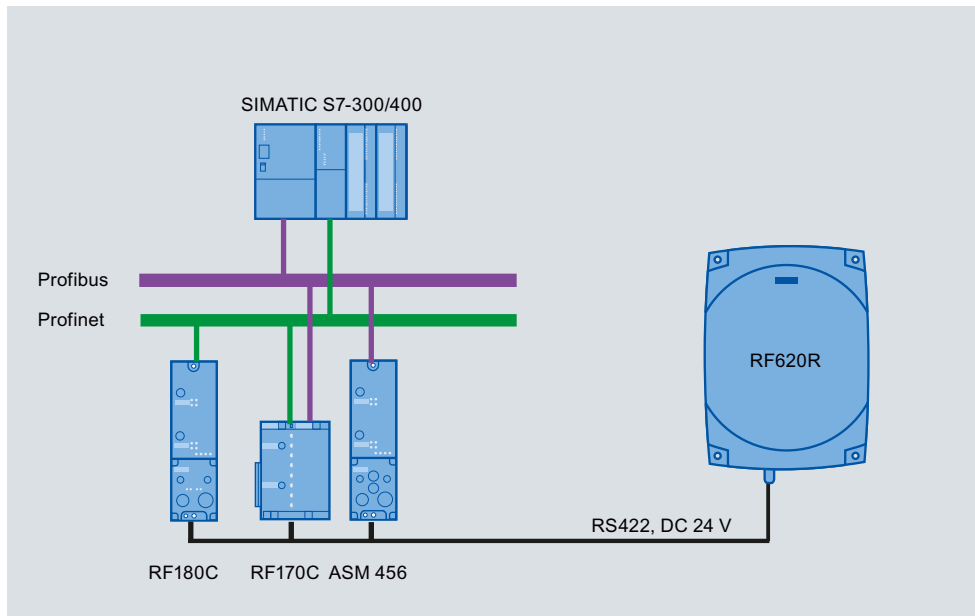 SIMATIC S7-300/400
Profibus
Profinet
RF620R
RS422, DC 24 V
RF180C
RF170C
ASM 456